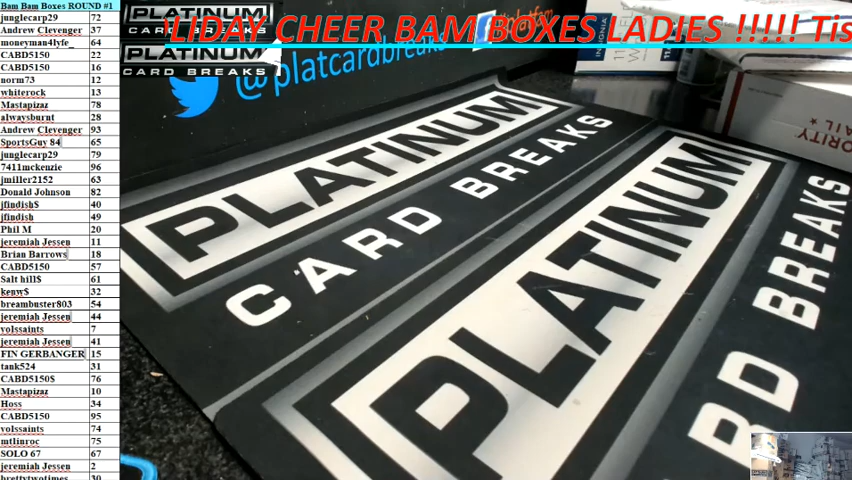 Bam Bam Boxes ROUND #1
junglecarp29 72
Andrew Clevenger 37
moneyman4lyfe_ 64
CABD5150 22
CABD5150 16
norm73 12
whiterock 13
Mastapizaz 78
alwaysburnt 28
Andrew Clevenger 93
SportsGuy 84 65
junglecarp29 79
7411mckenzie 96
jmiller2152 63
Donald Johnson 82
jfindish$ 40
jfindish 49
Phil M 20
jeremiah Jessen 11
Brian Barrows 18
CABD5150 57
Salt hill$ 61
kenw$ 32
breambuster803 54
jeremiah Jessen 44
volssaints 7
jeremiah Jessen 41
FIN GERBANGER 15
tank524 31
CABD5150$ 76
Mastapizaz 10
Hoss 34
CABD5150 95
volssaints 74
mtlinroc 75
SOLO 67 67
jeremiah Jessen 2
brettytwotimes 30
PLATINUM
CARD BREAKS
PLATINUM
CARD BREAKS
LIDAY CHEER BAM BOXES LADIES !!!!! Tis
@platcardbreaks
PLATINUM
CARD BREAKS
PLATINUM
RD BREAKS